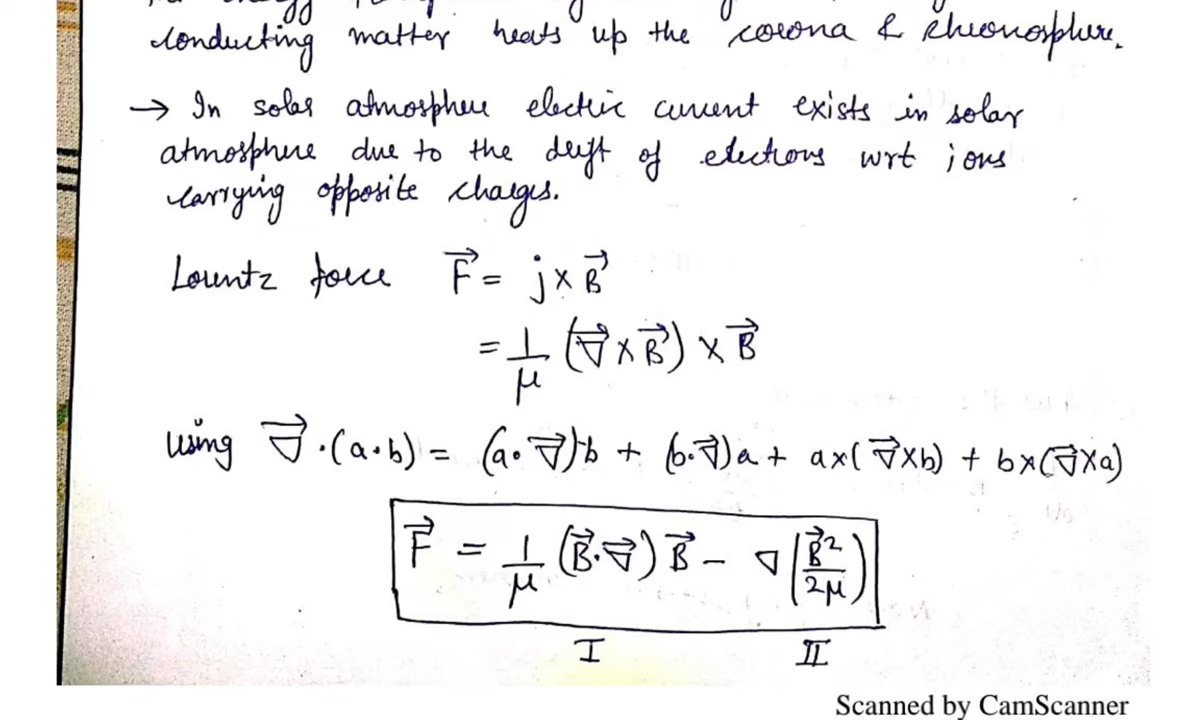 conducting matter heats up the corona & Chromosphere.
→ In solar atmosphere electric current exists in solar
atmosphere due to the drift of electrons wrt ions
carrying opposite charges.
Lorentz force F⃗ = j × B⃗
= 1/μ (∇⃗ × B⃗) × B⃗
using ∇⃗ · (a·b) = (a·∇⃗)b + (b·∇⃗)a + a×(∇⃗×b) + b×(∇⃗×a)
F⃗ = 1/μ (B⃗·∇⃗) B⃗ – ∇(B⃗²/2μ)
I II
Scanned by CamScanner